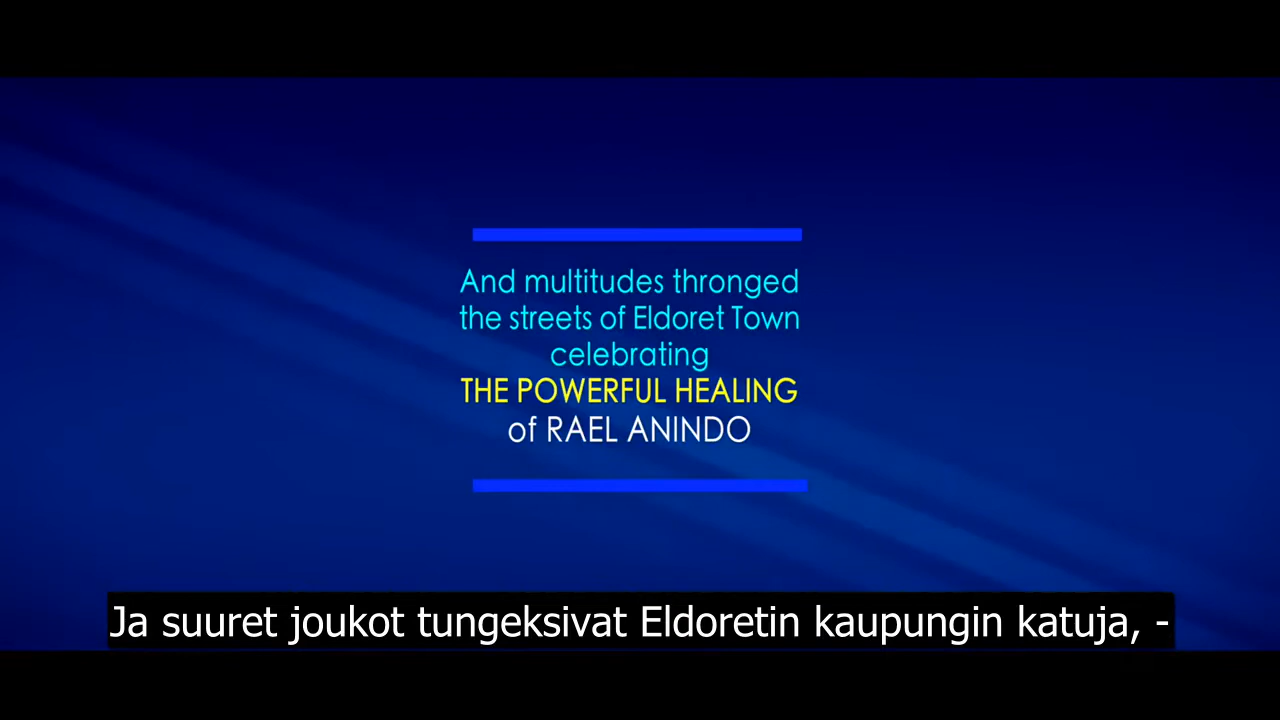 And multitudes thronged
the streets of Eldoret Town
celebrating
THE POWERFUL HEALING
of RAEL ANINDO
Ja suuret joukot tungeksivat Eldoretin kaupungin katuja, -